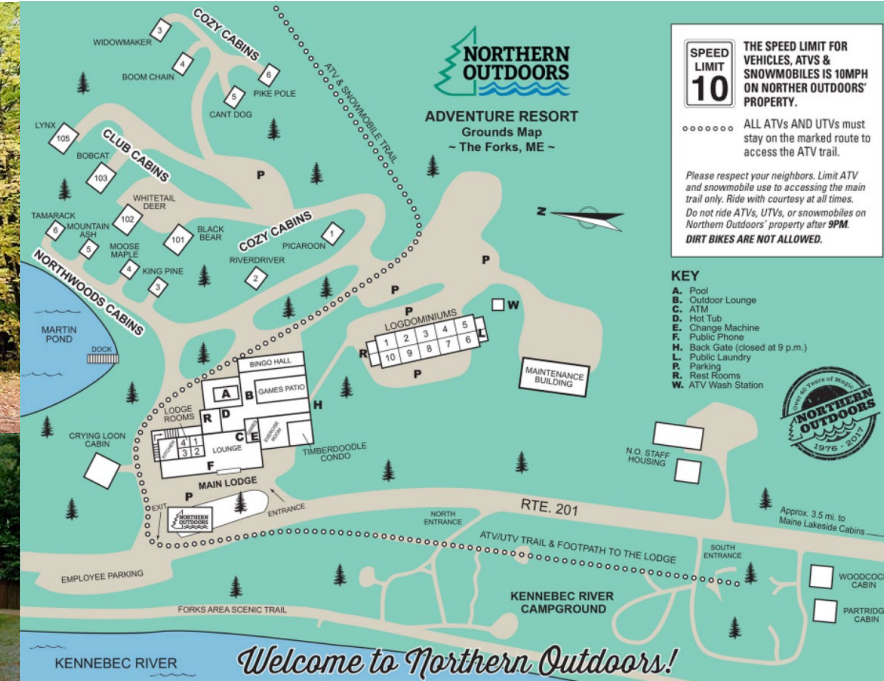 COZY CABINS
WIDOWMAKER
3
BOOM CHAIN
4
6
PIKE POLE
5
CANT DOG
ATV & SNOWMOBILE TRAIL
NORTHERN
OUTDOORS
ADVENTURE RESORT
Grounds Map
~ The Forks, ME ~
SPEED
LIMIT
10
THE SPEED LIMIT FOR
VEHICLES, ATVS &
SNOWMOBILES IS 10MPH
ON NORTHER OUTDOORS'
PROPERTY.
ALL ATVs AND UTVs must
stay on the marked route to
access the ATV trail.
Please respect your neighbors. Limit ATV
and snowmobile use to accessing the main
trail only. Ride with courtesy at all times.
Do not ride ATVs, UTVs, or snowmobiles on
Northern Outdoors' property after 9PM.
DIRT BIKES ARE NOT ALLOWED.
LYNX
105
CLUB CABINS
BOBCAT
103
P
WHITETAIL
DEER
102
BLACK
BEAR
101
TAMARACK
6
MOUNTAIN
ASH
5
MOOSE
MAPLE
4
KING PINE
3
NORTHWOODS CABINS
COZY CABINS
PICAROON
1
RIVERDRIVER
2
N
KEY
A. Pool
B. Outdoor Lounge
C. ATM
D. Hot Tub
E. Change Machine
F. Public Phone
H. Back Gate (closed at 9 p.m.)
L. Public Laundry
P. Parking
R. Rest Rooms
W. ATV Wash Station
P
P
P
W
LOGDOMINIUMS
1 2 3 4 5
10 9 8 7 6
R
L
P
MAINTENANCE
BUILDING
MARTIN
POND
DOCK
BINGO HALL
A
B
GAMES PATIO
H
LODGE
ROOMS
R
D
C
E
EXERCISE
ROOM
KITCHEN
4 1
3 2
LOUNGE
F
TIMBERDOODLE
CONDO
CRYING LOON
CABIN
MAIN LODGE
P
EXIT
ENTRANCE
NORTHERN
OUTDOORS
N.O. STAFF
HOUSING
Over 40 Years of Magic
NORTHERN
OUTDOORS
1976 - 2017
NORTH
ENTRANCE
RTE. 201
Approx. 3.5 mi. to
Maine Lakeside Cabins
ATV/UTV TRAIL & FOOTPATH TO THE LODGE
SOUTH
ENTRANCE
EMPLOYEE PARKING
WOODCOC
CABIN
KENNEBEC RIVER
CAMPGROUND
PARTRIDG
CABIN
FORKS AREA SCENIC TRAIL
KENNEBEC RIVER
Welcome to Northern Outdoors!